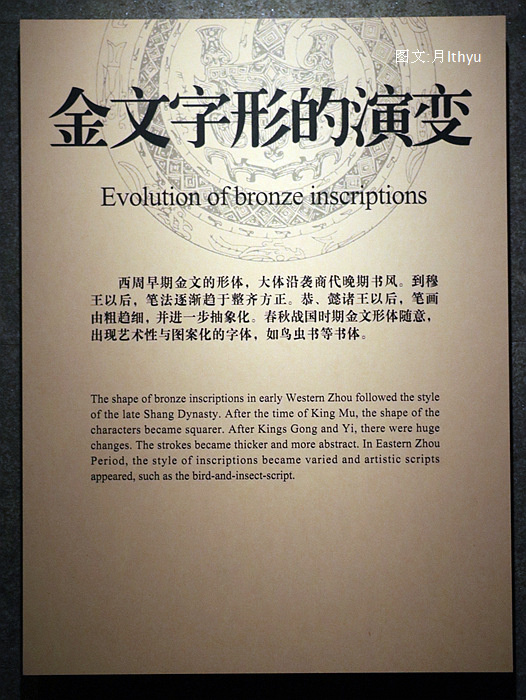 图文:月lthyu
金文字形的演变
Evolution of bronze inscriptions
西周早期金文的形体，大体沿袭商代晚期书风。到穆
王以后，笔法逐渐趋于整齐方正。恭、懿诸王以后，笔画
由粗趋细，并进一步抽象化。春秋战国时期金文形体随意，
出现艺术性与图案化的字体，如鸟虫书等书体。
The shape of bronze inscriptions in early Western Zhou followed the style
of the late Shang Dynasty. After the time of King Mu, the shape of the
characters became squarer. After Kings Gong and Yi, there were huge
changes. The strokes became thicker and more abstract. In Eastern Zhou
Period, the style of inscriptions became varied and artistic scripts
appeared, such as the bird-and-insect-script.